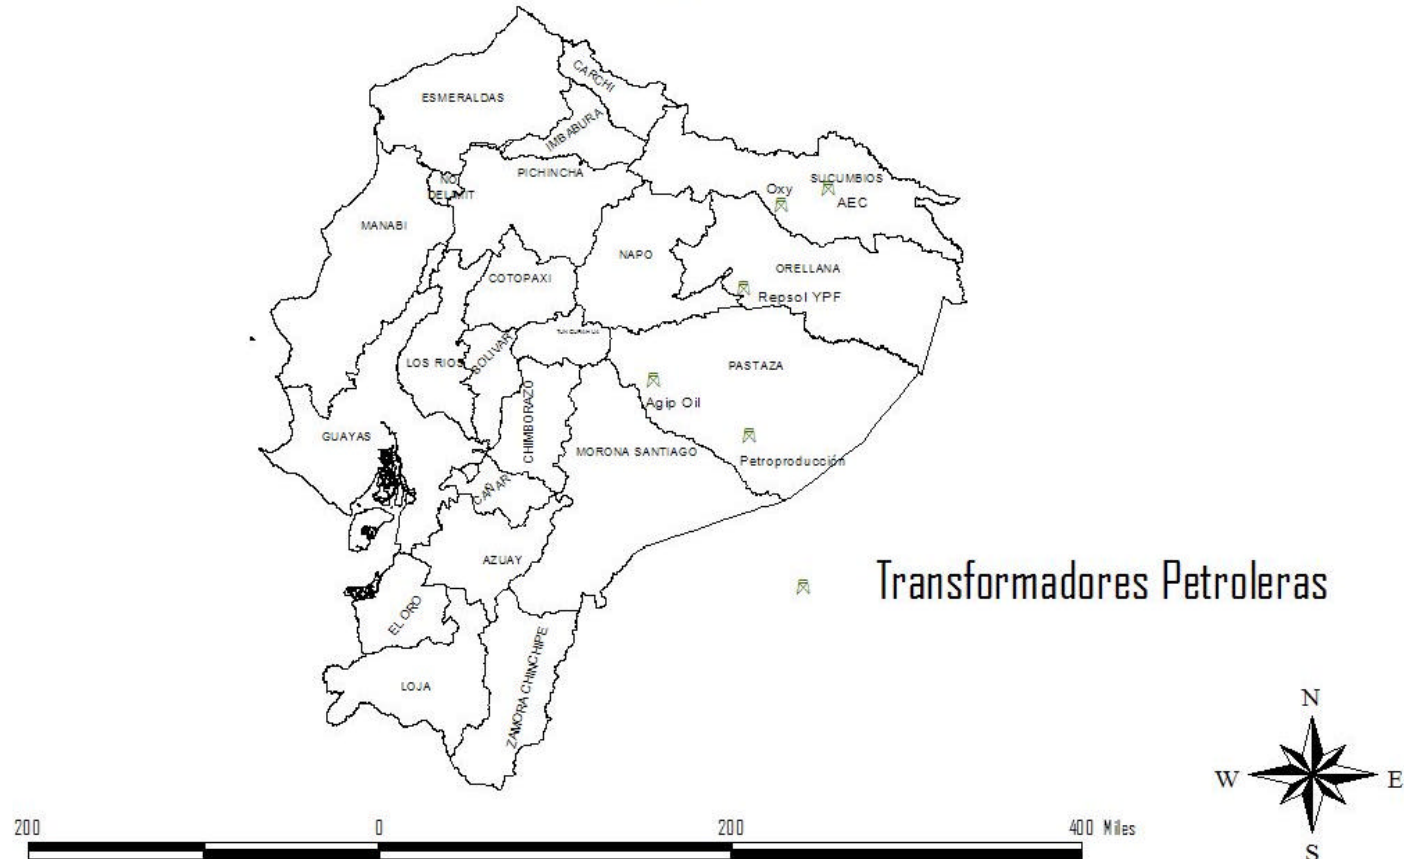 CARCHI
ESMERALDAS
IMBABURA
PICHINCHA
NO
DELIMIT
SUCUMBIOS
Oxy
AEC
MANABI
NAPO
ORELLANA
COTOPAXI
Repsol YPF
LOS RIOS
BOLIVAR
PASTAZA
Agip Oil
CHIMBORAZO
GUAYAS
MORONA SANTIAGO
Petroproducción
CAÑAR
AZUAY
Transformadores Petroleras
EL ORO
ZAMORA CHINCHIPE
LOJA
N
W E
S
200 0 200 400 Miles